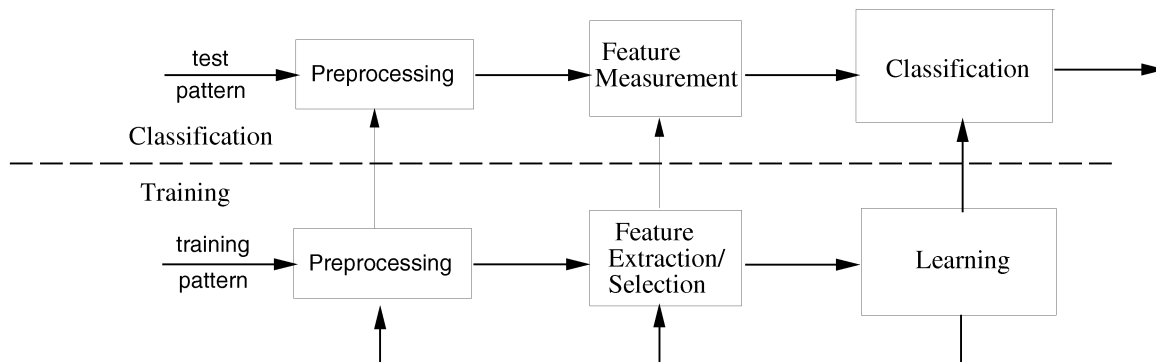 test
pattern
Preprocessing
Feature
Measurement
Classification
Classification
Training
training
pattern
Preprocessing
Feature
Extraction/
Selection
Learning